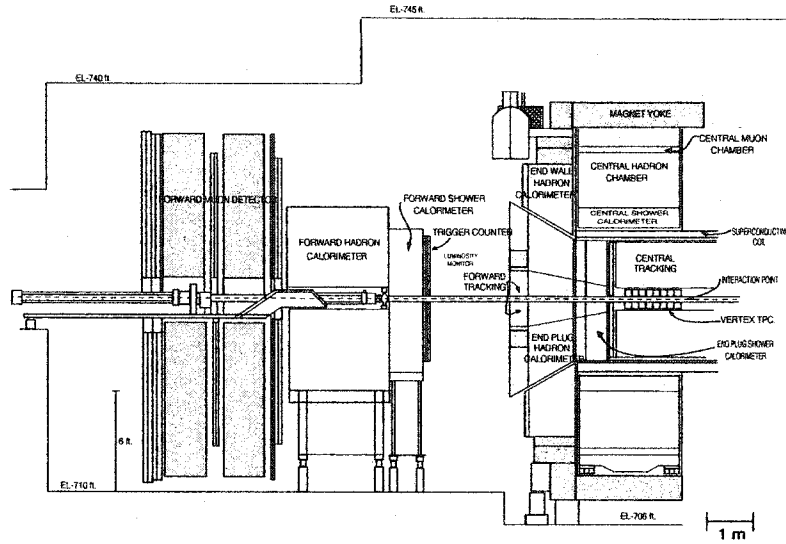 EL-745 ft.
EL-740 ft.
MAGNET YOKE
CENTRAL MUON
CHAMBER
CENTRAL HADRON
CHAMBER
END WALL
HADRON
CALORIMETER
FORWARD MUON DETECTOR
FORWARD SHOWER
CALORIMETER
CENTRAL SHOWER
CALORIMETER
TRIGGER COUNTER
SUPERCONDUCTING
COIL
FORWARD HADRON
CALORIMETER
LUMINOSITY
MONITOR
CENTRAL
TRACKING
FORWARD
TRACKING
INTERACTION POINT
VERTEX TPC
END PLUG
HADRON
CALORIMETER
END PLUG SHOWER
CALORIMETER
6 ft.
EL-710 ft.
EL-706 ft.
1 m